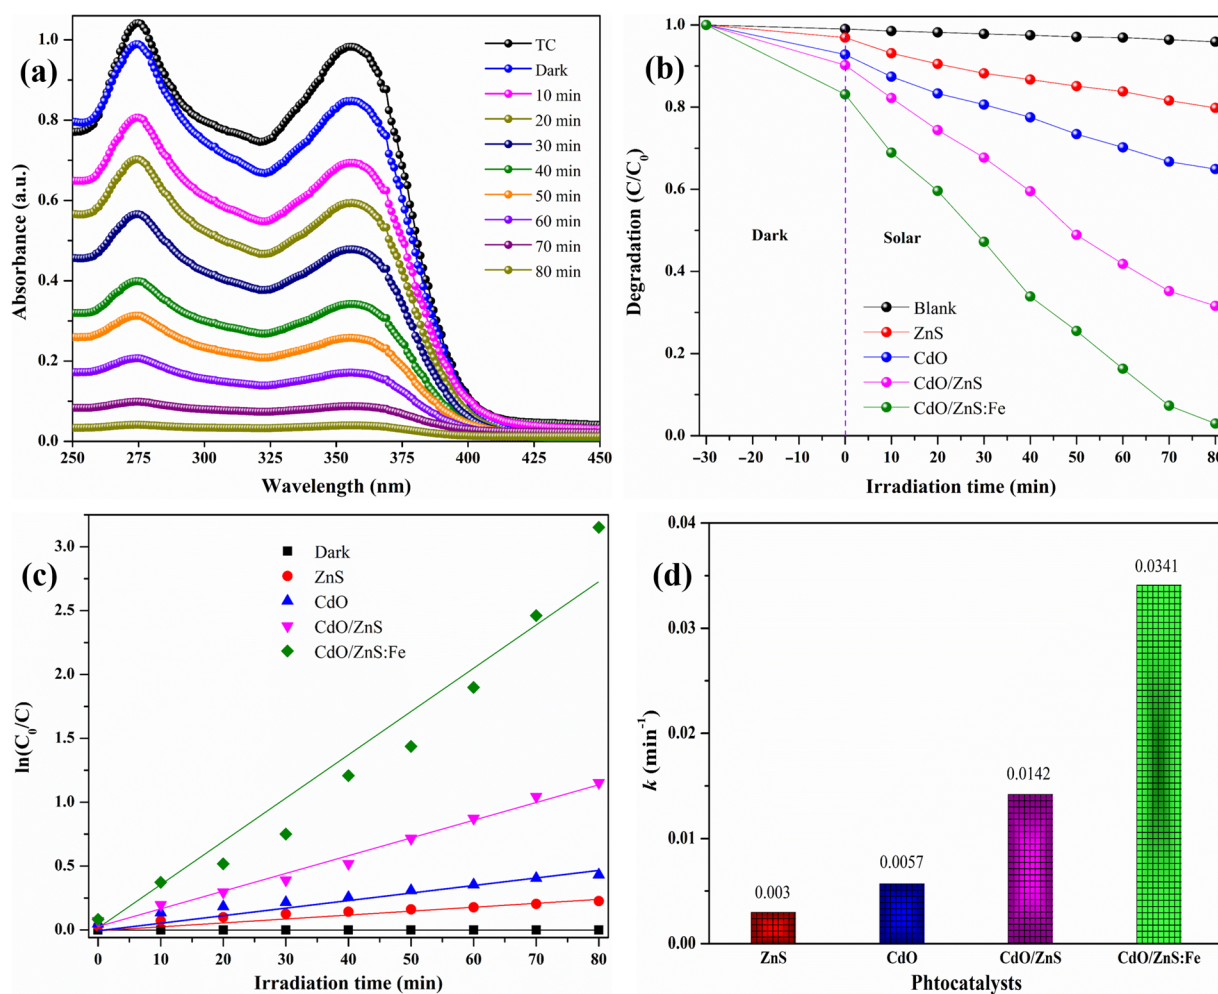 (a)
Absorbance (a.u.)
1.0
0.8
0.6
0.4
0.2
0.0
TC
Dark
10 min
20 min
30 min
40 min
50 min
60 min
70 min
80 min
250 275 300 325 350 375 400 425 450
Wavelength (nm)
(b)
Degradation (C/C₀)
1.0
0.8
0.6
0.4
0.2
0.0
Dark
Solar
Blank
ZnS
CdO
CdO/ZnS
CdO/ZnS:Fe
−30 −20 −10 0 10 20 30 40 50 60 70 80
Irradiation time (min)
(c)
ln(C₀/C)
3.0
2.5
2.0
1.5
1.0
0.5
0.0
Dark
ZnS
CdO
CdO/ZnS
CdO/ZnS:Fe
0 10 20 30 40 50 60 70 80
Irradiation time (min)
(d)
k (min⁻¹)
0.04
0.03
0.02
0.01
0.00
0.003
0.0057
0.0142
0.0341
ZnS CdO CdO/ZnS CdO/ZnS:Fe
Phtocatalysts